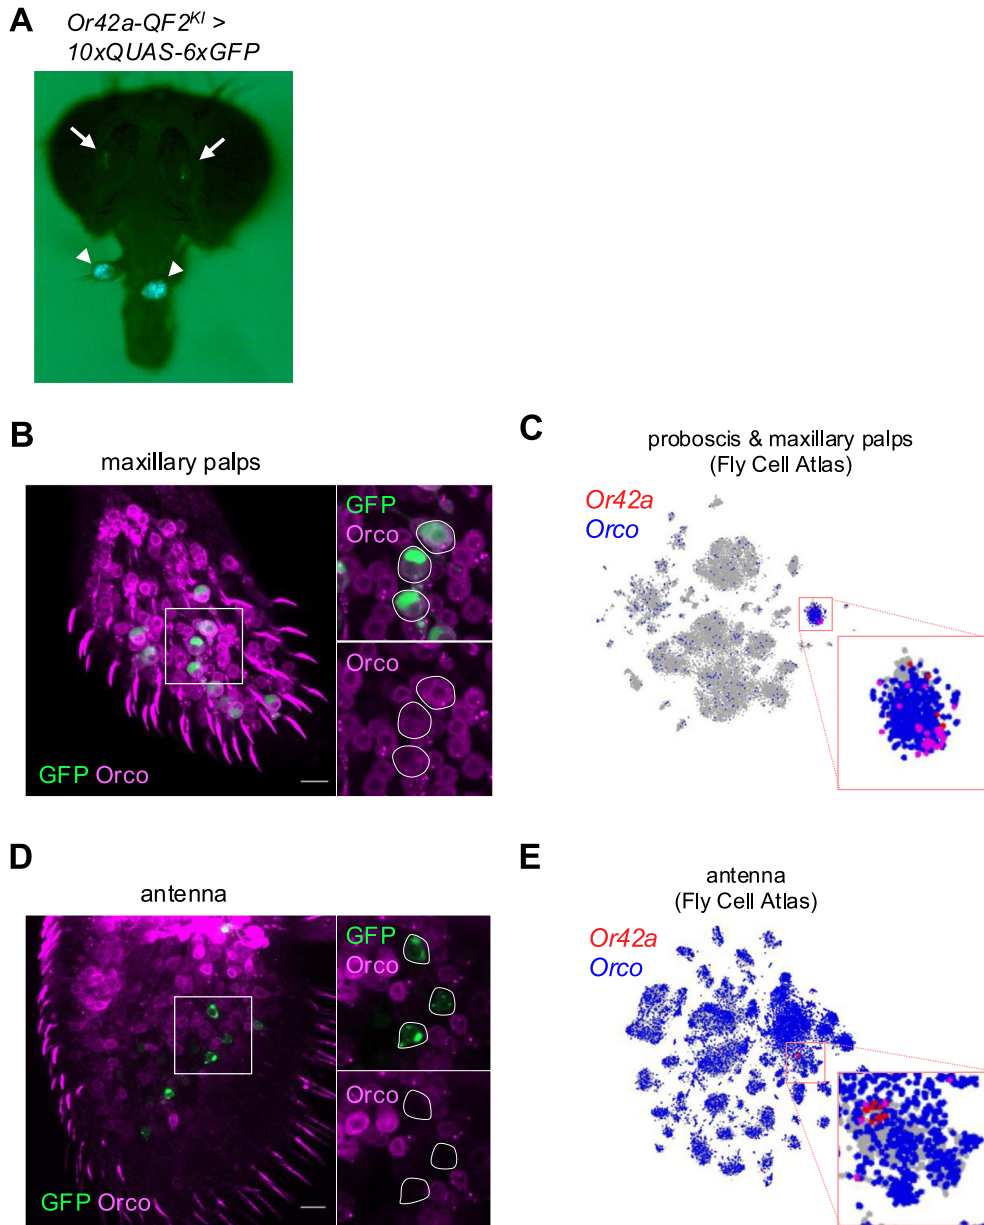 A
Or42a-QF2KI >
10xQUAS-6xGFP
B
maxillary palps
GFP
Orco
Orco
GFP Orco
C
proboscis & maxillary palps
(Fly Cell Atlas)
Or42a
Orco
D
antenna
GFP
Orco
Orco
GFP Orco
E
antenna
(Fly Cell Atlas)
Or42a
Orco